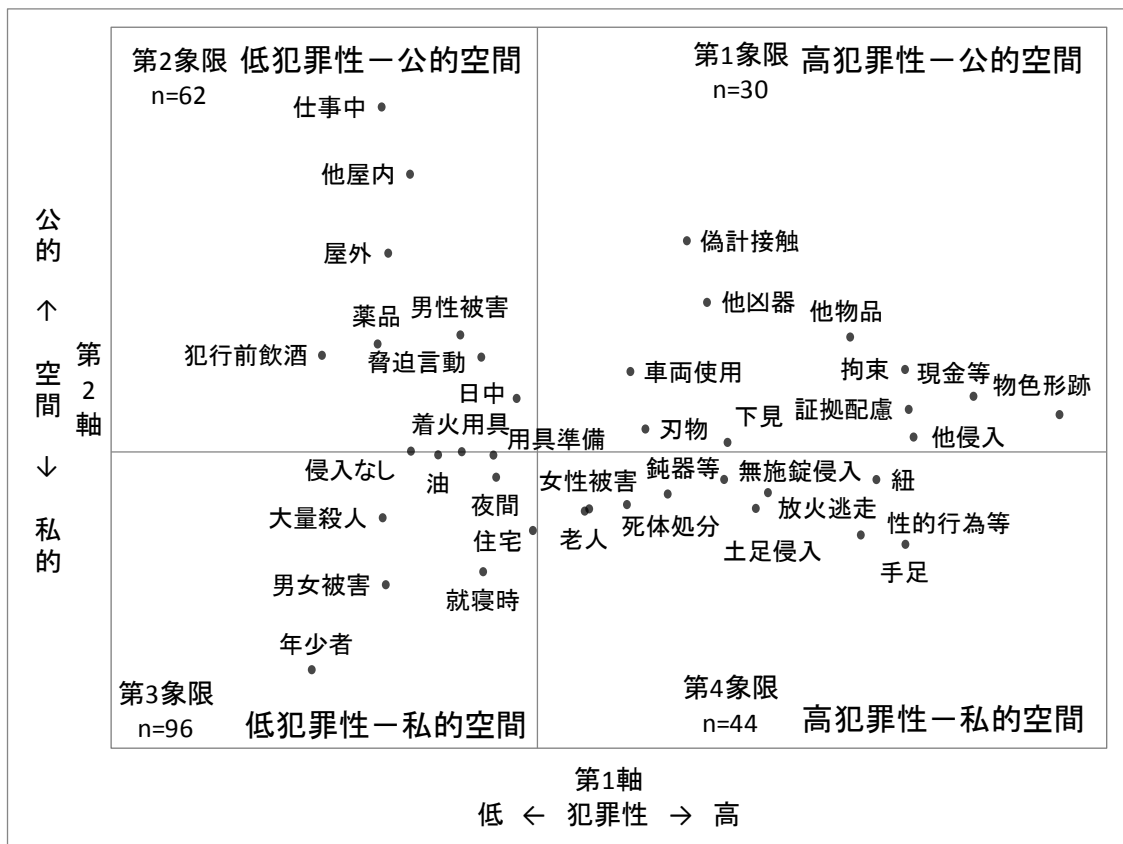 第2象限 低犯罪性－公的空間
n=62
第1象限 高犯罪性－公的空間
n=30
仕事中
他屋内
屋外
偽計接触
他凶器
他物品
薬品
男性被害
犯行前飲酒
脅迫言動
車両使用
拘束
現金等
物色形跡
日中
証拠配慮
着火用具
用具準備
刃物
下見
他侵入
侵入なし
油
夜間
女性被害
鈍器等
無施錠侵入
紐
大量殺人
住宅
老人
死体処分
放火逃走
性的行為等
土足侵入
手足
男女被害
就寝時
年少者
第3象限
n=96
低犯罪性－私的空間
第4象限
n=44
高犯罪性－私的空間
公的 ↑ 空間 ↓ 私的
第2軸
第1軸
低 ← 犯罪性 → 高